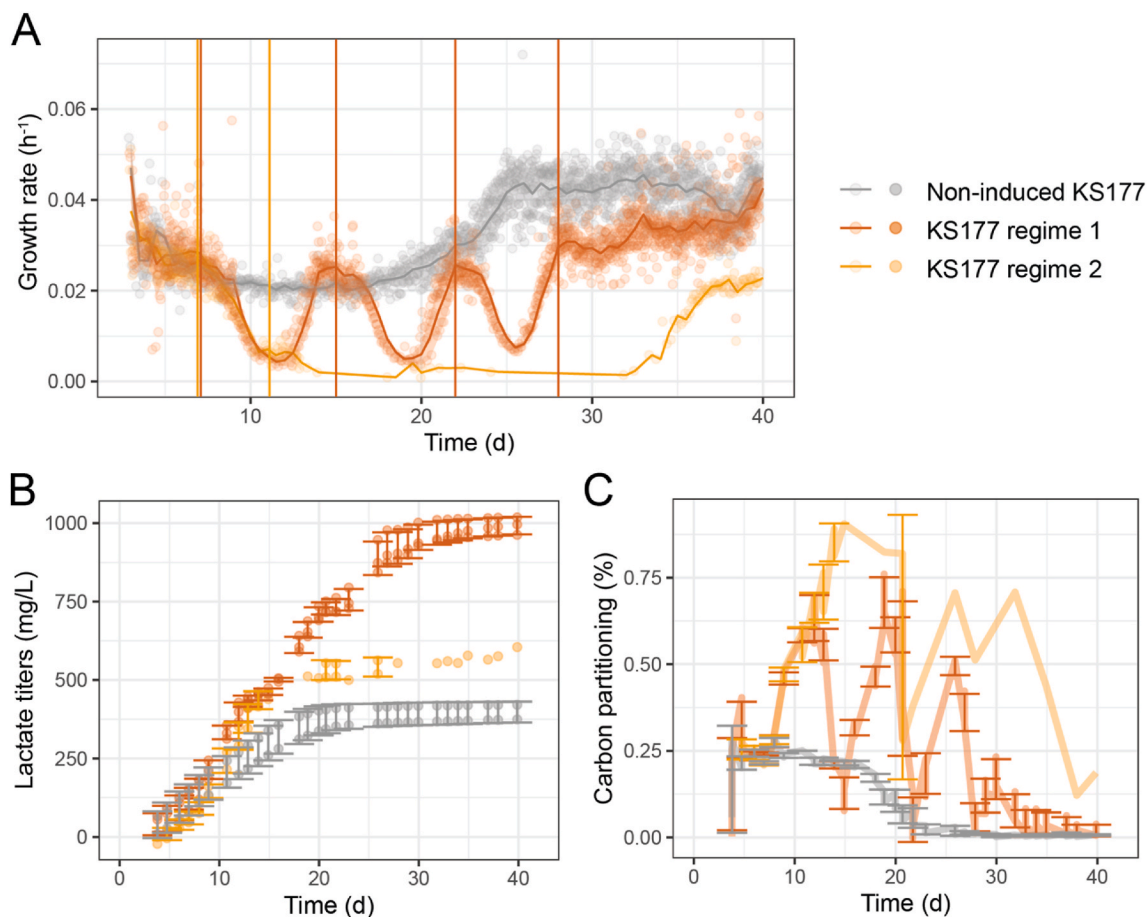 A
Growth rate (h⁻¹)
0.06
0.04
0.02
0.00
10
20
30
40
Time (d)
Non-induced KS177
KS177 regime 1
KS177 regime 2
B
Lactate titers (mg/L)
1000
750
500
250
0
0
10
20
30
40
Time (d)
C
Carbon partitioning (%)
0.75
0.50
0.25
0.00
0
10
20
30
40
Time (d)